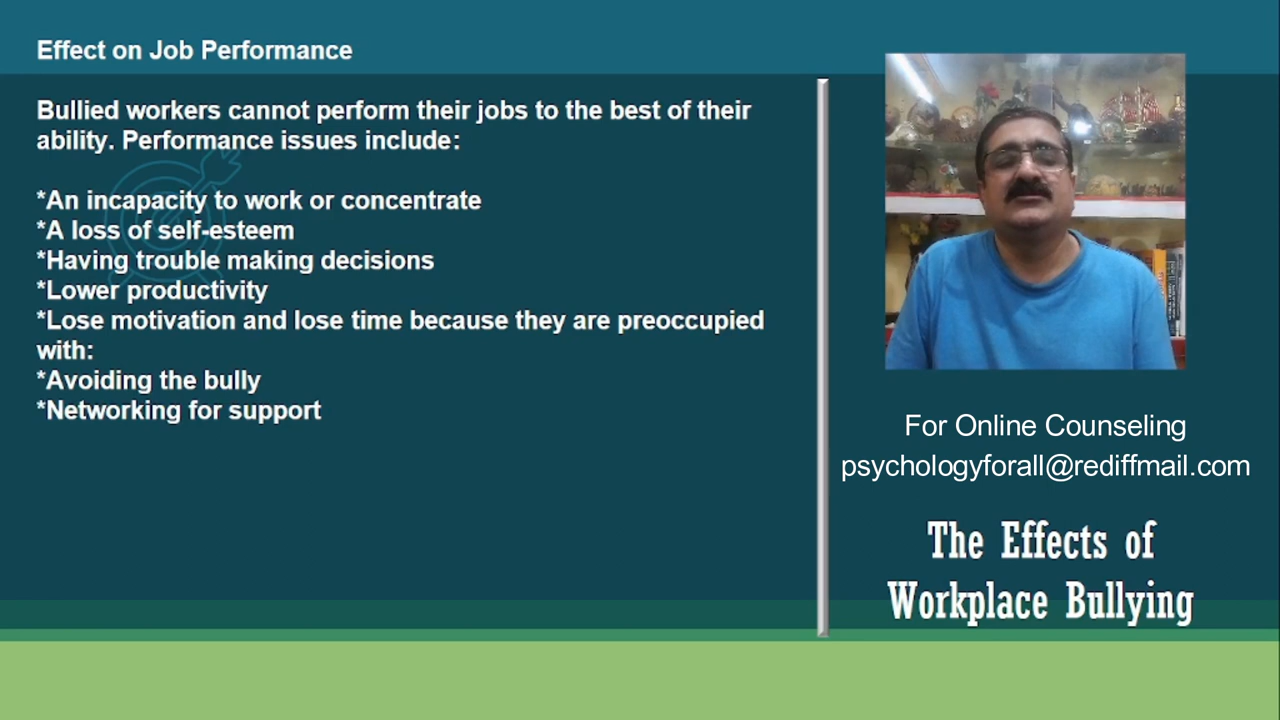 Effect on Job Performance
Bullied workers cannot perform their jobs to the best of their
ability. Performance issues include:
*An incapacity to work or concentrate
*A loss of self-esteem
*Having trouble making decisions
*Lower productivity
*Lose motivation and lose time because they are preoccupied
with:
*Avoiding the bully
*Networking for support
For Online Counseling
psychologyforall@rediffmail.com
The Effects of
Workplace Bullying